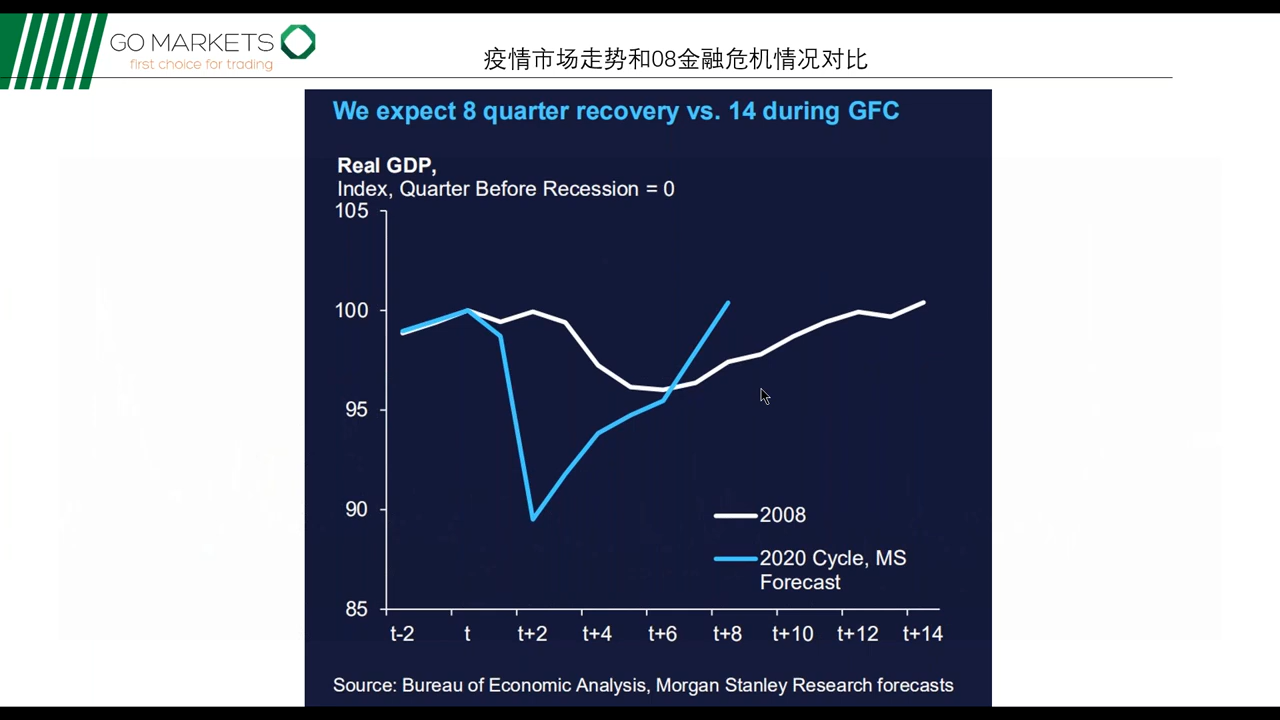 GO MARKETS
first choice for trading
疫情市场走势和08金融危机情况对比
We expect 8 quarter recovery vs. 14 during GFC
Real GDP,
Index, Quarter Before Recession = 0
105
100
95
90
85
2008
2020 Cycle, MS
Forecast
t-2 t t+2 t+4 t+6 t+8 t+10 t+12 t+14
Source: Bureau of Economic Analysis, Morgan Stanley Research forecasts